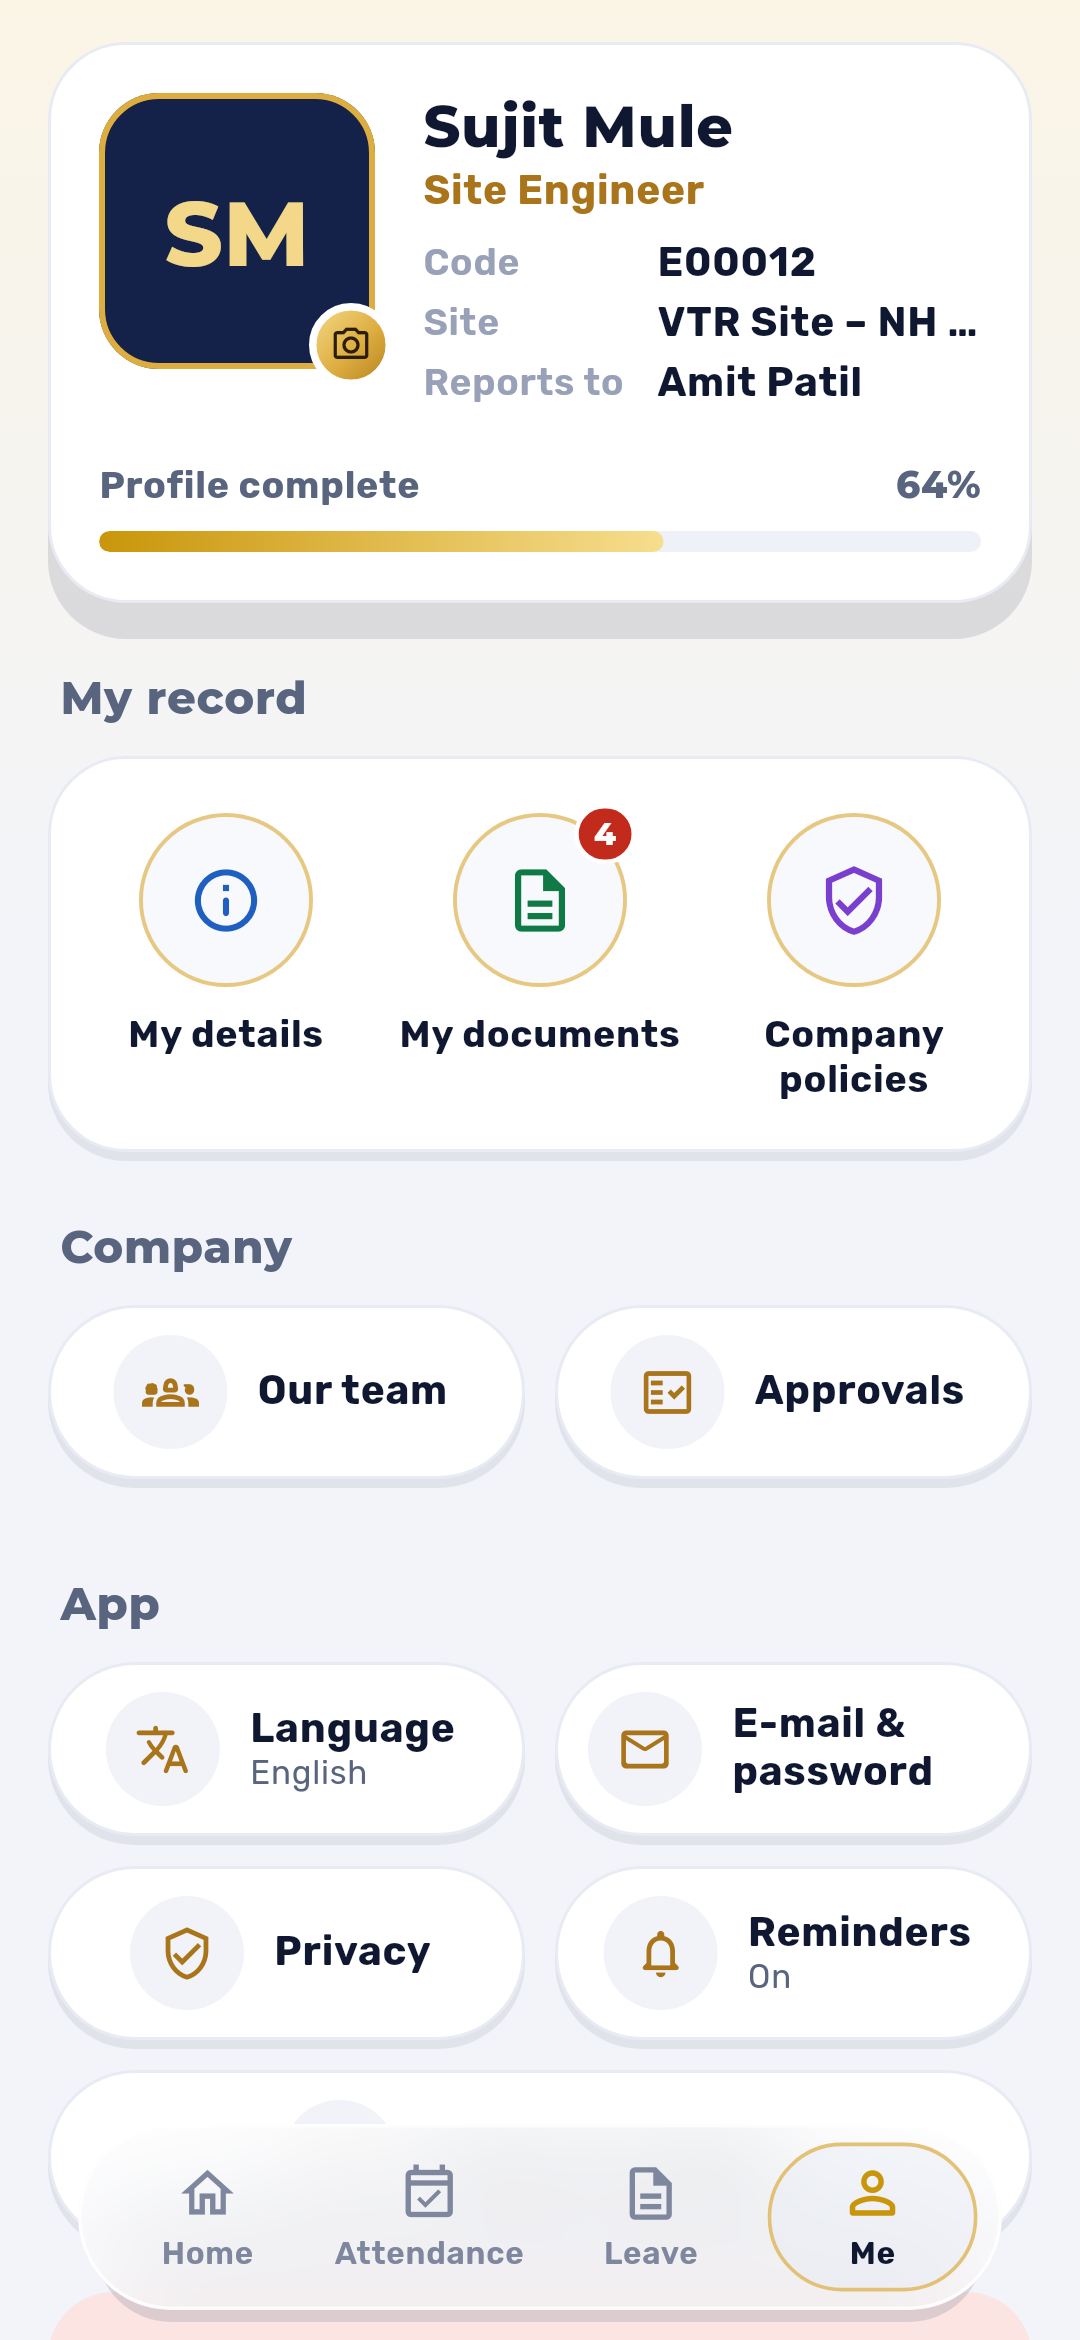 Sujit Mule
Site Engineer
SM
Code E00012
Site VTR Site – NH ...
Reports to Amit Patil
Profile complete 64%
My record
4
My details My documents Company
policies
Company
Our team Approvals
App
Language
English
E-mail &
password
Privacy
Reminders
On
Home Attendance Leave Me